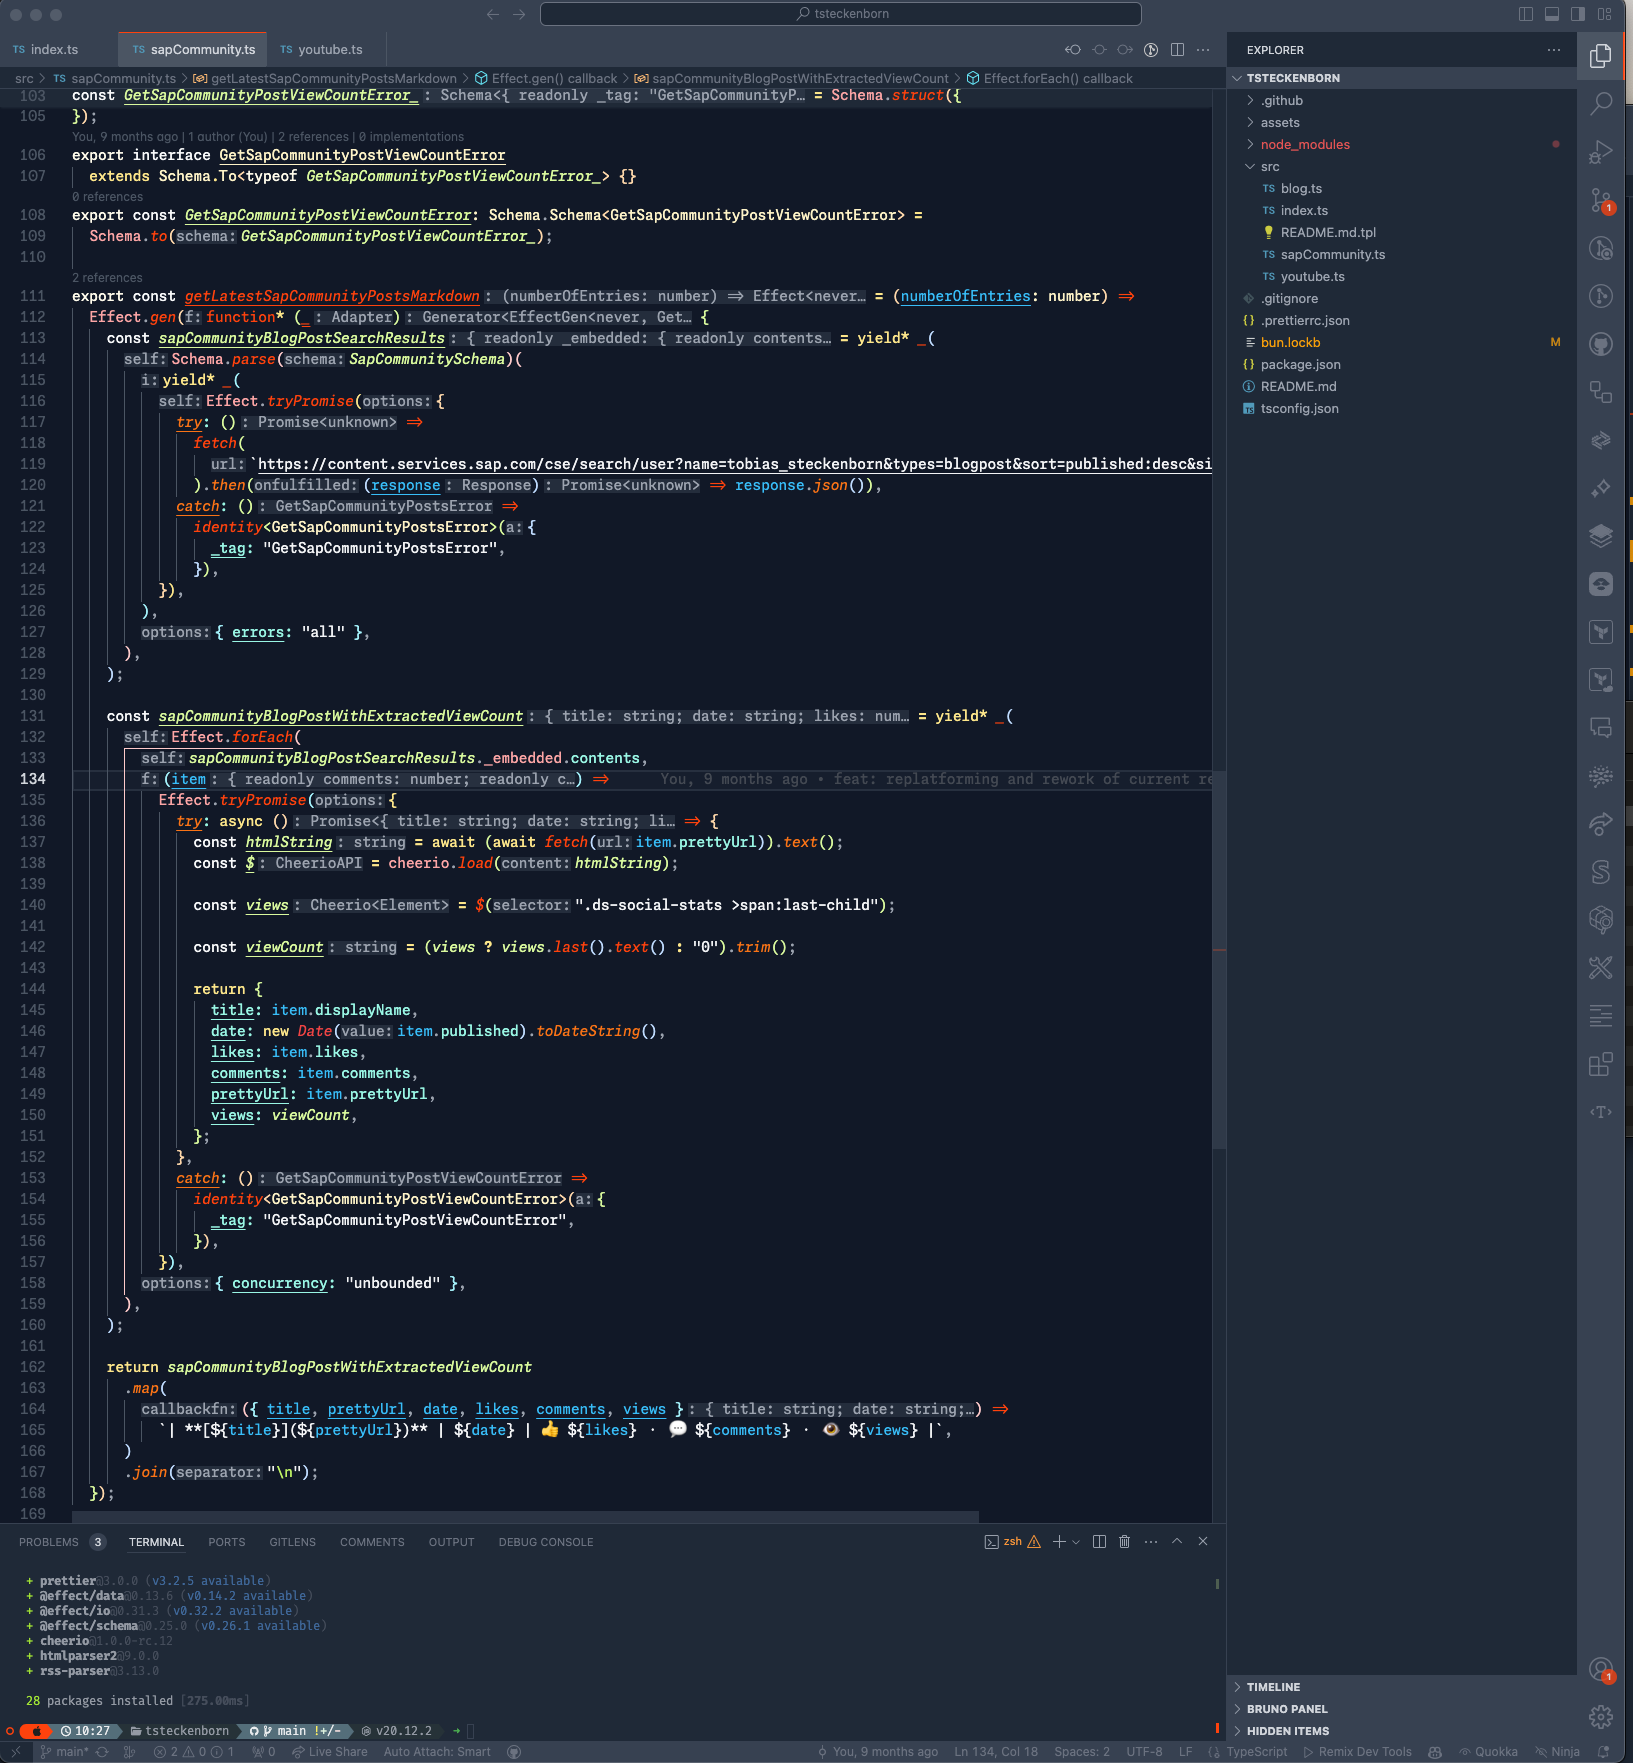 tsteckenborn
TS index.ts
TS sapCommunity.ts
TS youtube.ts
src > TS sapCommunity.ts > getLatestSapCommunityPostsMarkdown > Effect.gen() callback > sapCommunityBlogPostWithExtractedViewCount > Effect.forEach() callback
103 const GetSapCommunityPostViewCountError_: Schema<{ readonly _tag: "GetSapCommunityP… = Schema.struct({
105 });
You, 9 months ago | 1 author (You) | 2 references | 0 implementations
106 export interface GetSapCommunityPostViewCountError
107 extends Schema.To<typeof GetSapCommunityPostViewCountError_> {}
0 references
108 export const GetSapCommunityPostViewCountError: Schema.Schema<GetSapCommunityPostViewCountError> =
109 Schema.to(schema: GetSapCommunityPostViewCountError_);
110
2 references
111 export const getLatestSapCommunityPostsMarkdown: (numberOfEntries: number) => Effect<never… = (numberOfEntries: number) =>
112 Effect.gen(f: function* (_: Adapter): Generator<EffectGen<never, Get… {
113 const sapCommunityBlogPostSearchResults: { readonly _embedded: { readonly contents… = yield* _(
114 self: Schema.parse(schema: SapCommunitySchema)(
115 i: yield* _(
116 self: Effect.tryPromise(options: {
117 try: (): Promise<unknown> =>
118 fetch(
119 url: `https://content.services.sap.com/cse/search/user?name=tobias_steckenborn&types=blogpost&sort=published:desc&si
120 ).then(onfulfilled: (response: Response): Promise<unknown> => response.json()),
121 catch: (): GetSapCommunityPostsError =>
122 identity<GetSapCommunityPostsError>(a: {
123 _tag: "GetSapCommunityPostsError",
124 }),
125 }),
126 ),
127 options: { errors: "all" },
128 ),
129 );
130
131 const sapCommunityBlogPostWithExtractedViewCount: { title: string; date: string; likes: num… = yield* _(
132 self: Effect.forEach(
133 self: sapCommunityBlogPostSearchResults._embedded.contents,
134 f: (item: { readonly comments: number; readonly c…) => You, 9 months ago • feat: replatforming and rework of current re
135 Effect.tryPromise(options: {
136 try: async (): Promise<{ title: string; date: string; li… => {
137 const htmlString: string = await (await fetch(url: item.prettyUrl)).text();
138 const $: CheerioAPI = cheerio.load(content: htmlString);
139
140 const views: Cheerio<Element> = $(selector: ".ds-social-stats >span:last-child");
141
142 const viewCount: string = (views ? views.last().text() : "0").trim();
143
144 return {
145 title: item.displayName,
146 date: new Date(value: item.published).toDateString(),
147 likes: item.likes,
148 comments: item.comments,
149 prettyUrl: item.prettyUrl,
150 views: viewCount,
151 };
152 },
153 catch: (): GetSapCommunityPostViewCountError =>
154 identity<GetSapCommunityPostViewCountError>(a: {
155 _tag: "GetSapCommunityPostViewCountError",
156 }),
157 }),
158 options: { concurrency: "unbounded" },
159 ),
160 );
161
162 return sapCommunityBlogPostWithExtractedViewCount
163 .map(
164 callbackfn: ({ title, prettyUrl, date, likes, comments, views }: { title: string; date: string;…) =>
165 `| **[${title}](${prettyUrl})** | ${date} | 👍 ${likes} · 💬 ${comments} · 👁️ ${views} |`,
166 )
167 .join(separator: "\n");
168 });
169
EXPLORER
TSTECKENBORN
.github
assets
node_modules
src
TS blog.ts
TS index.ts
README.md.tpl
TS sapCommunity.ts
TS youtube.ts
.gitignore
{} .prettierrc.json
bun.lockb M
{} package.json
README.md
tsconfig.json
TIMELINE
BRUNO PANEL
HIDDEN ITEMS
1
1
PROBLEMS 3 TERMINAL PORTS GITLENS COMMENTS OUTPUT DEBUG CONSOLE zsh
+ prettier@3.0.0 (v3.2.5 available)
+ @effect/data@0.13.6 (v0.14.2 available)
+ @effect/io@0.31.3 (v0.32.2 available)
+ @effect/schema@0.25.0 (v0.26.1 available)
+ cheerio@1.0.0-rc.12
+ htmlparser2@9.0.0
+ rss-parser@3.13.0
28 packages installed [275.00ms]
10:27 tsteckenborn main !+/- v20.12.2
main* 2 0 1 0 Live Share Auto Attach: Smart You, 9 months ago Ln 134, Col 18 Spaces: 2 UTF-8 LF TypeScript Remix Dev Tools Quokka Ninja